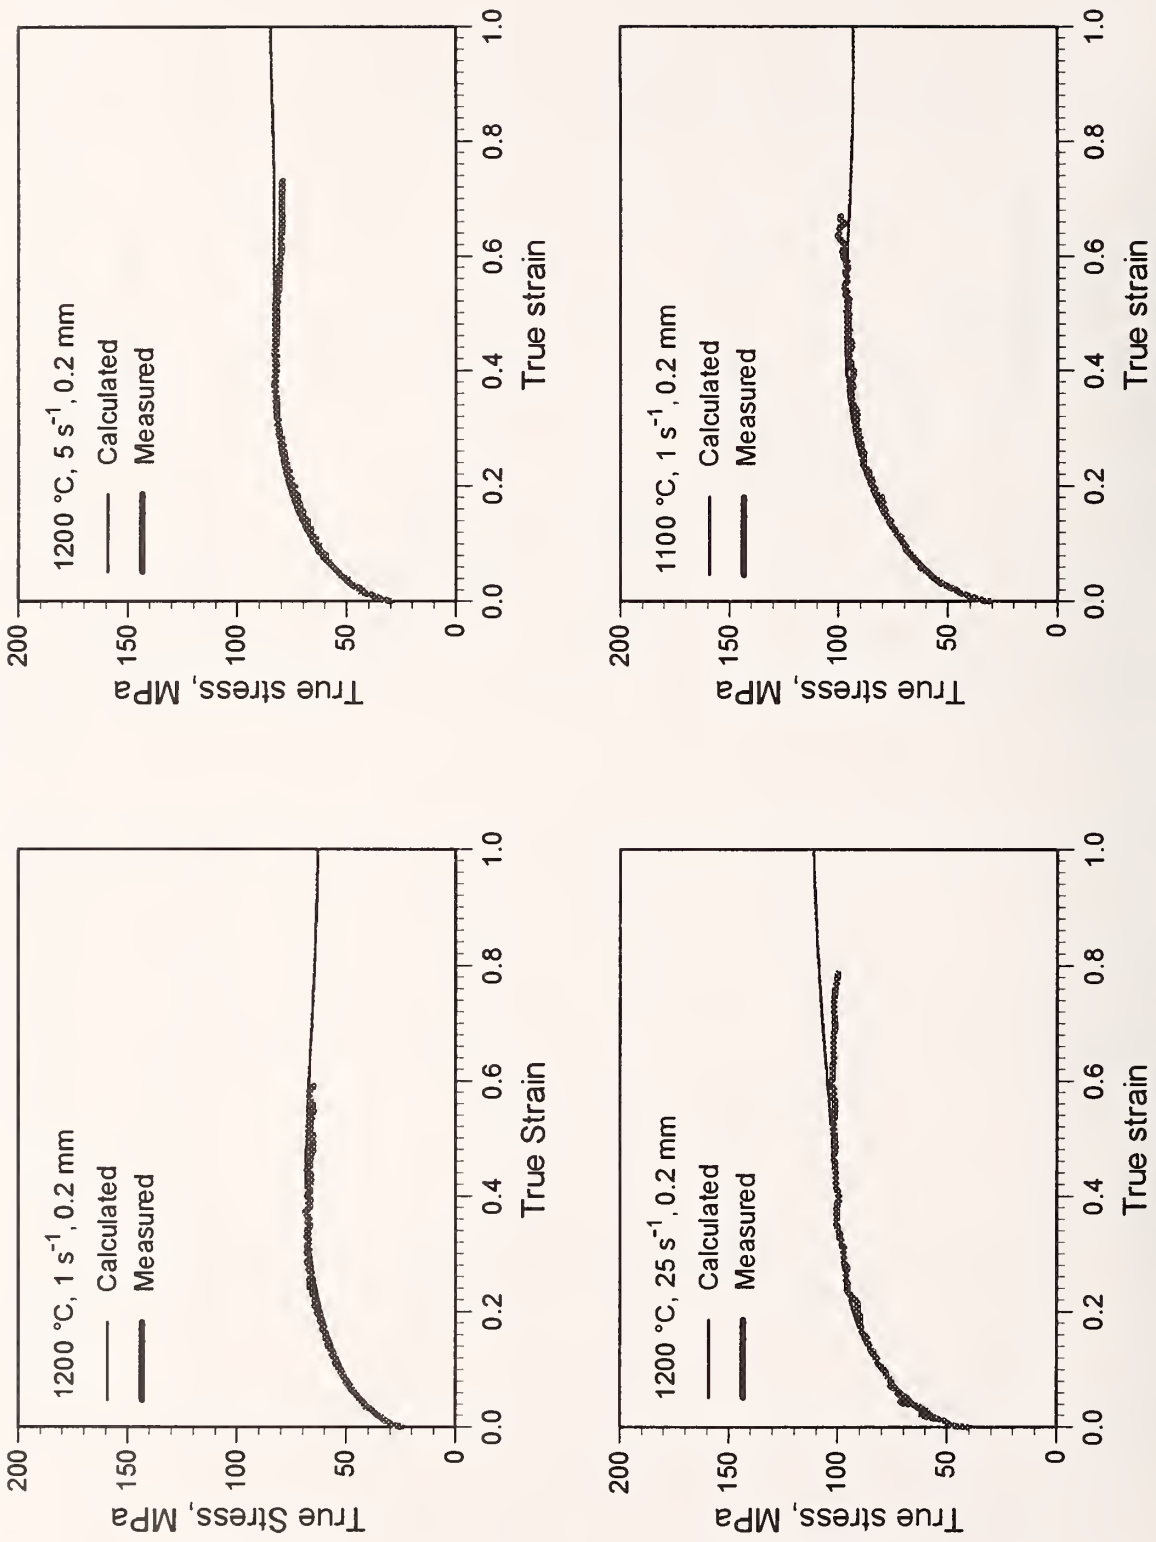 1200 °C, 1 s⁻¹, 0.2 mm
Calculated
Measured
True Stress, MPa
200
150
100
50
0
0.0 0.2 0.4 0.6 0.8 1.0
True Strain
1200 °C, 5 s⁻¹, 0.2 mm
Calculated
Measured
True stress, MPa
200
150
100
50
0
0.0 0.2 0.4 0.6 0.8 1.0
True strain
1200 °C, 25 s⁻¹, 0.2 mm
Calculated
Measured
True stress, MPa
200
150
100
50
0
0.0 0.2 0.4 0.6 0.8 1.0
True strain
1100 °C, 1 s⁻¹, 0.2 mm
Calculated
Measured
True stress, MPa
200
150
100
50
0
0.0 0.2 0.4 0.6 0.8 1.0
True strain